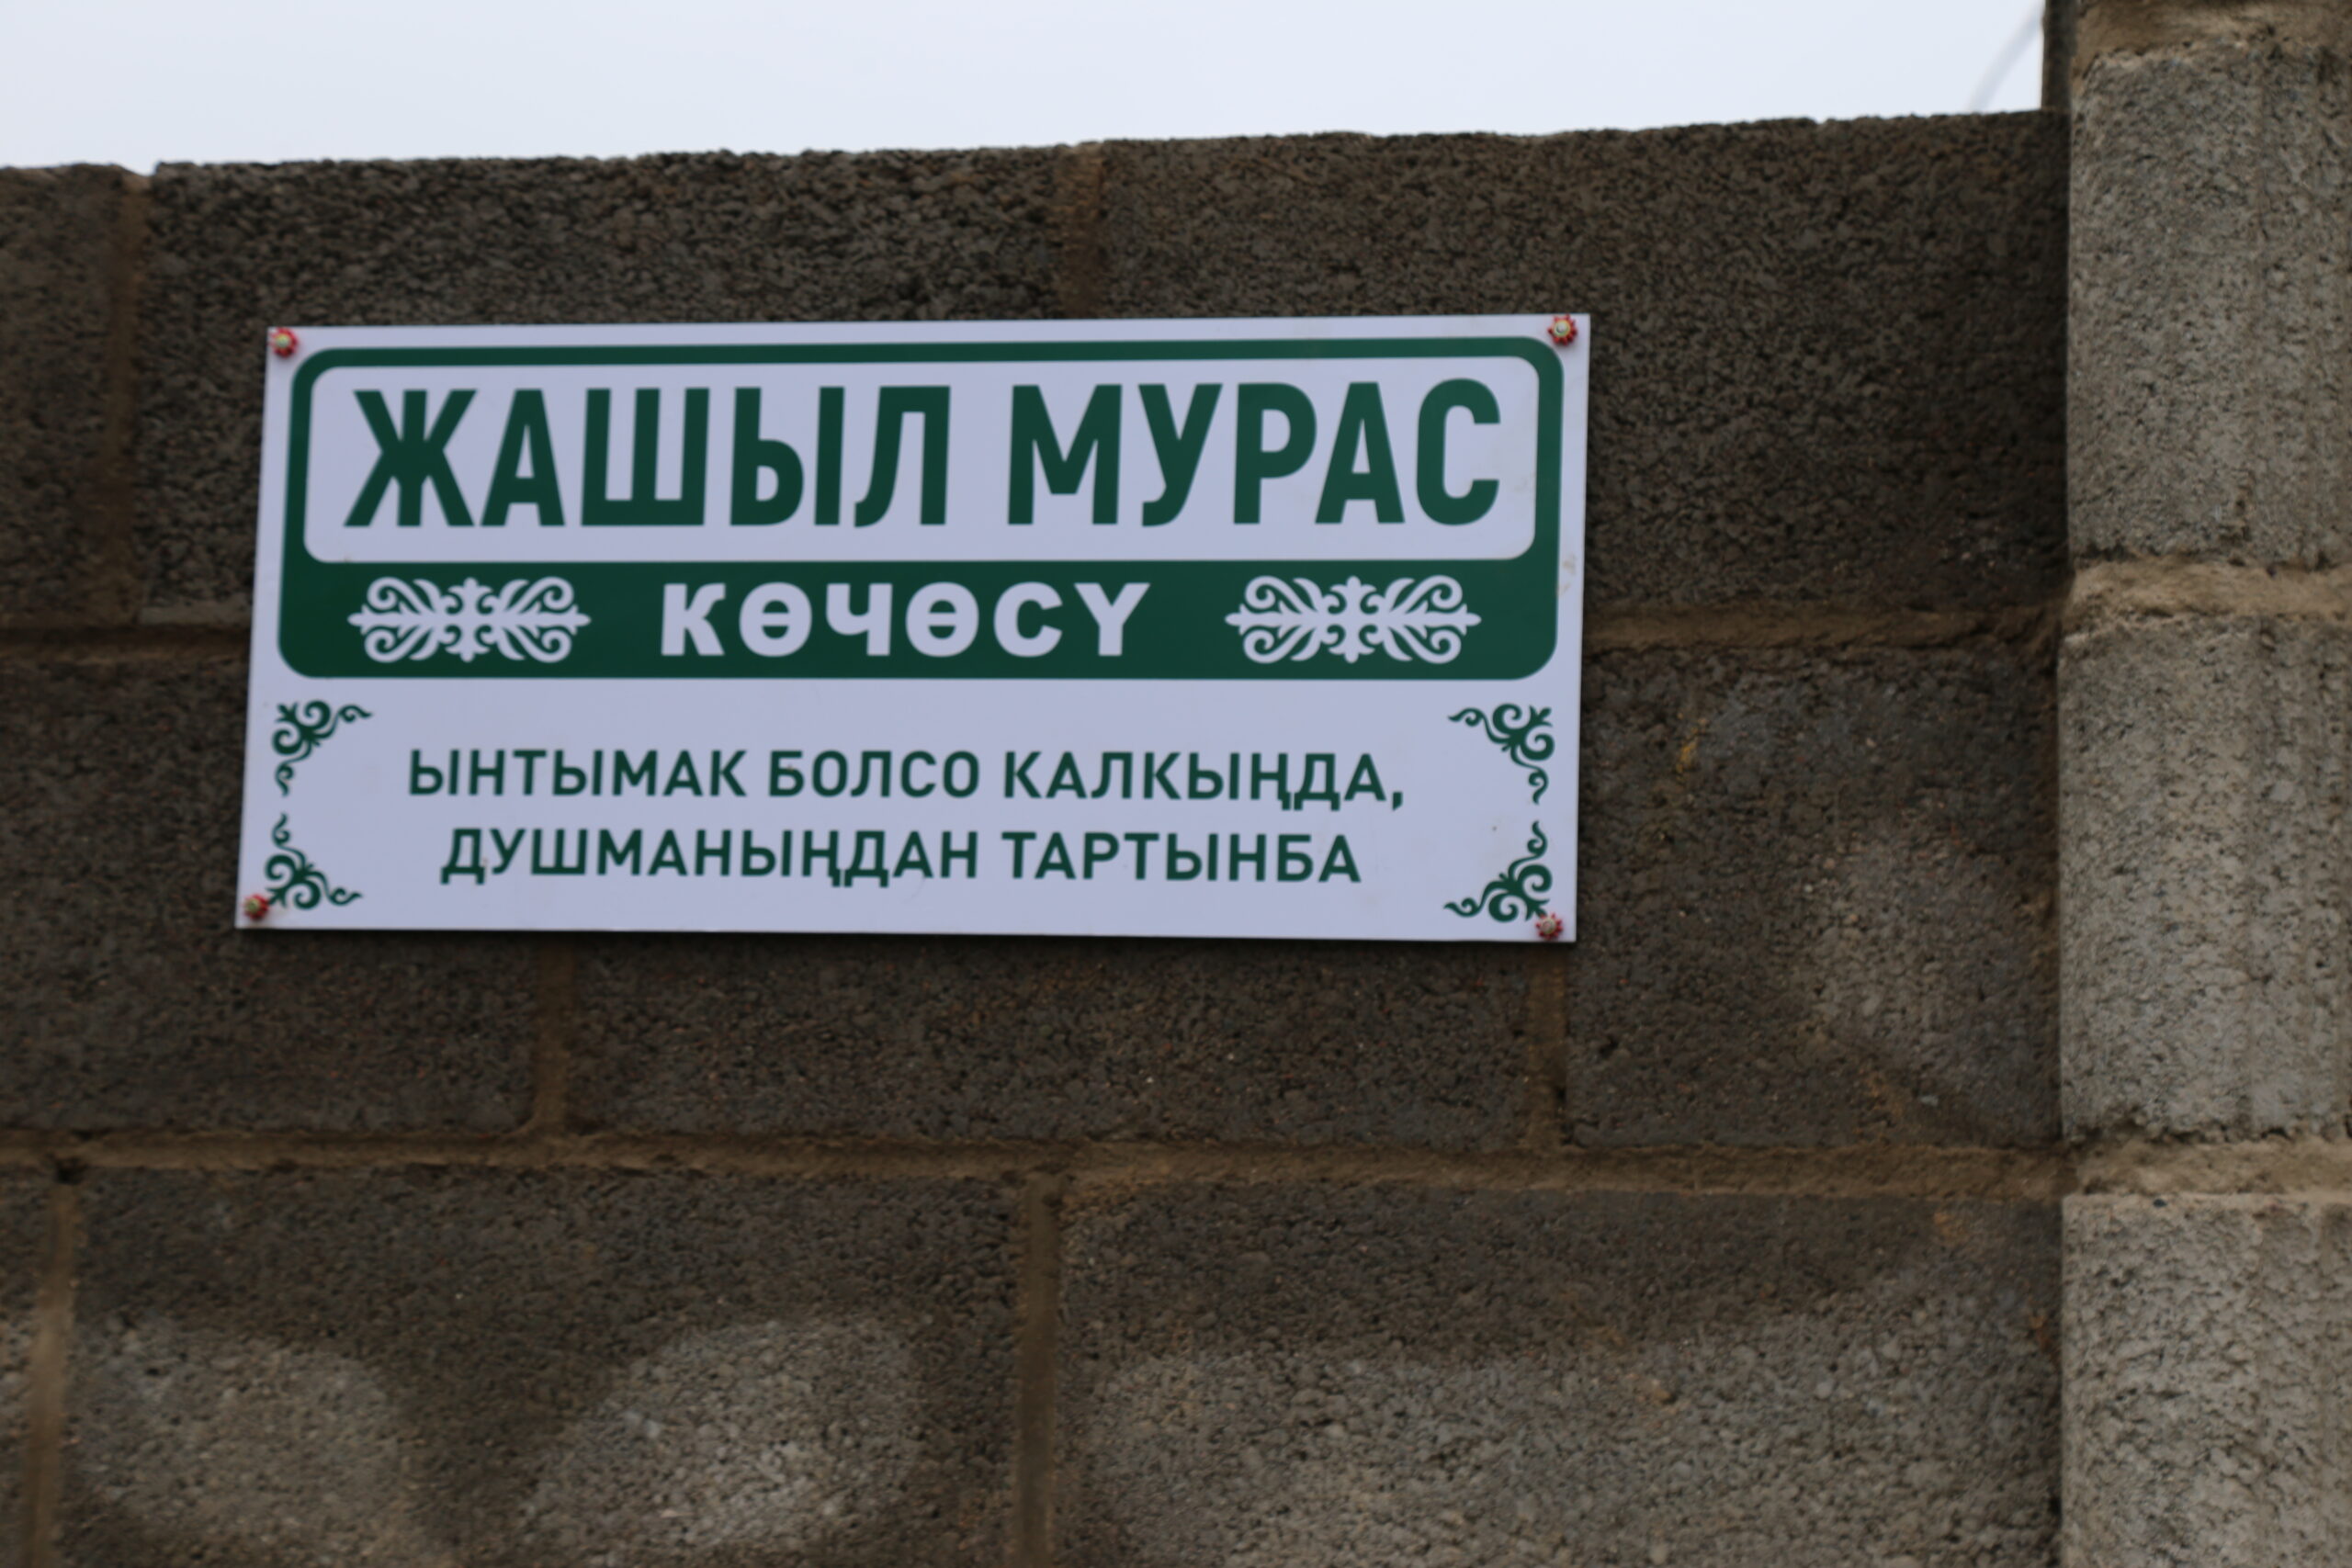 ЖАШЫЛ МУРАС
КӨЧӨСҮ
ЫНТЫМАК БОЛСО КАЛКЫҢДА,
ДУШМАНЫҢДАН ТАРТЫНБА